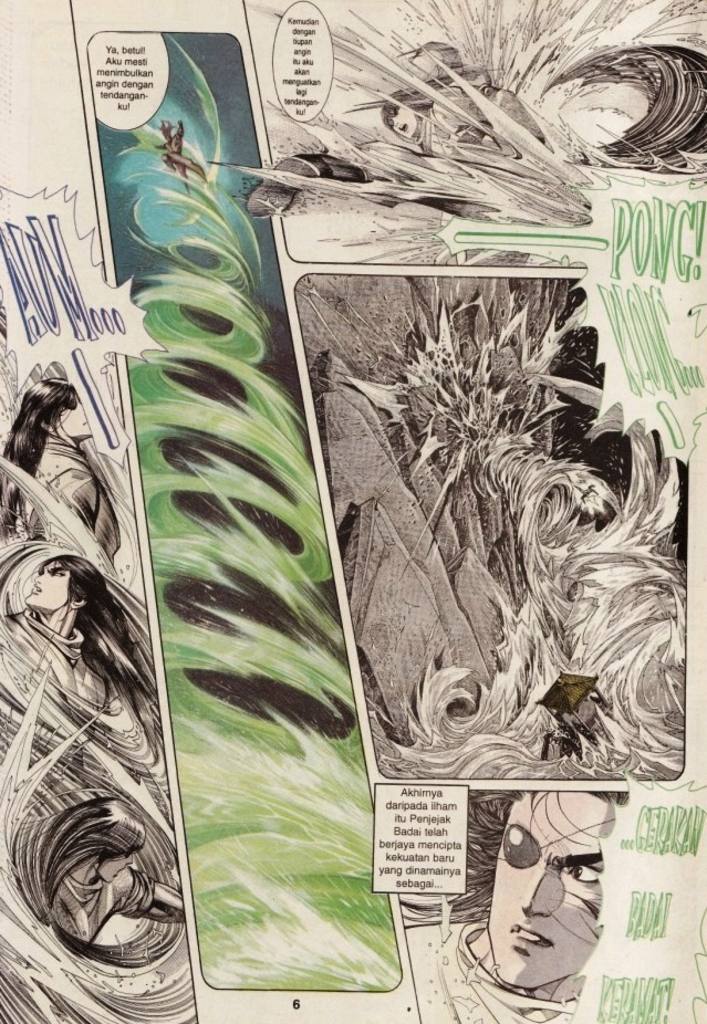 Ya, betul!
Aku mesti
menimbulkan
angin dengan
tendangan-
ku!
Kemudian
dengan
tiupan
angin
itu aku
akan
menguatkan
lagi
tendangan-
ku!
PONG!
Akhirnya
daripada ilham
itu Penjejak
Badai telah
berjaya mencipta
kekuatan baru
yang dinamainya
sebagai...
...GERAKAN
BADAI
KERAMAT!
6